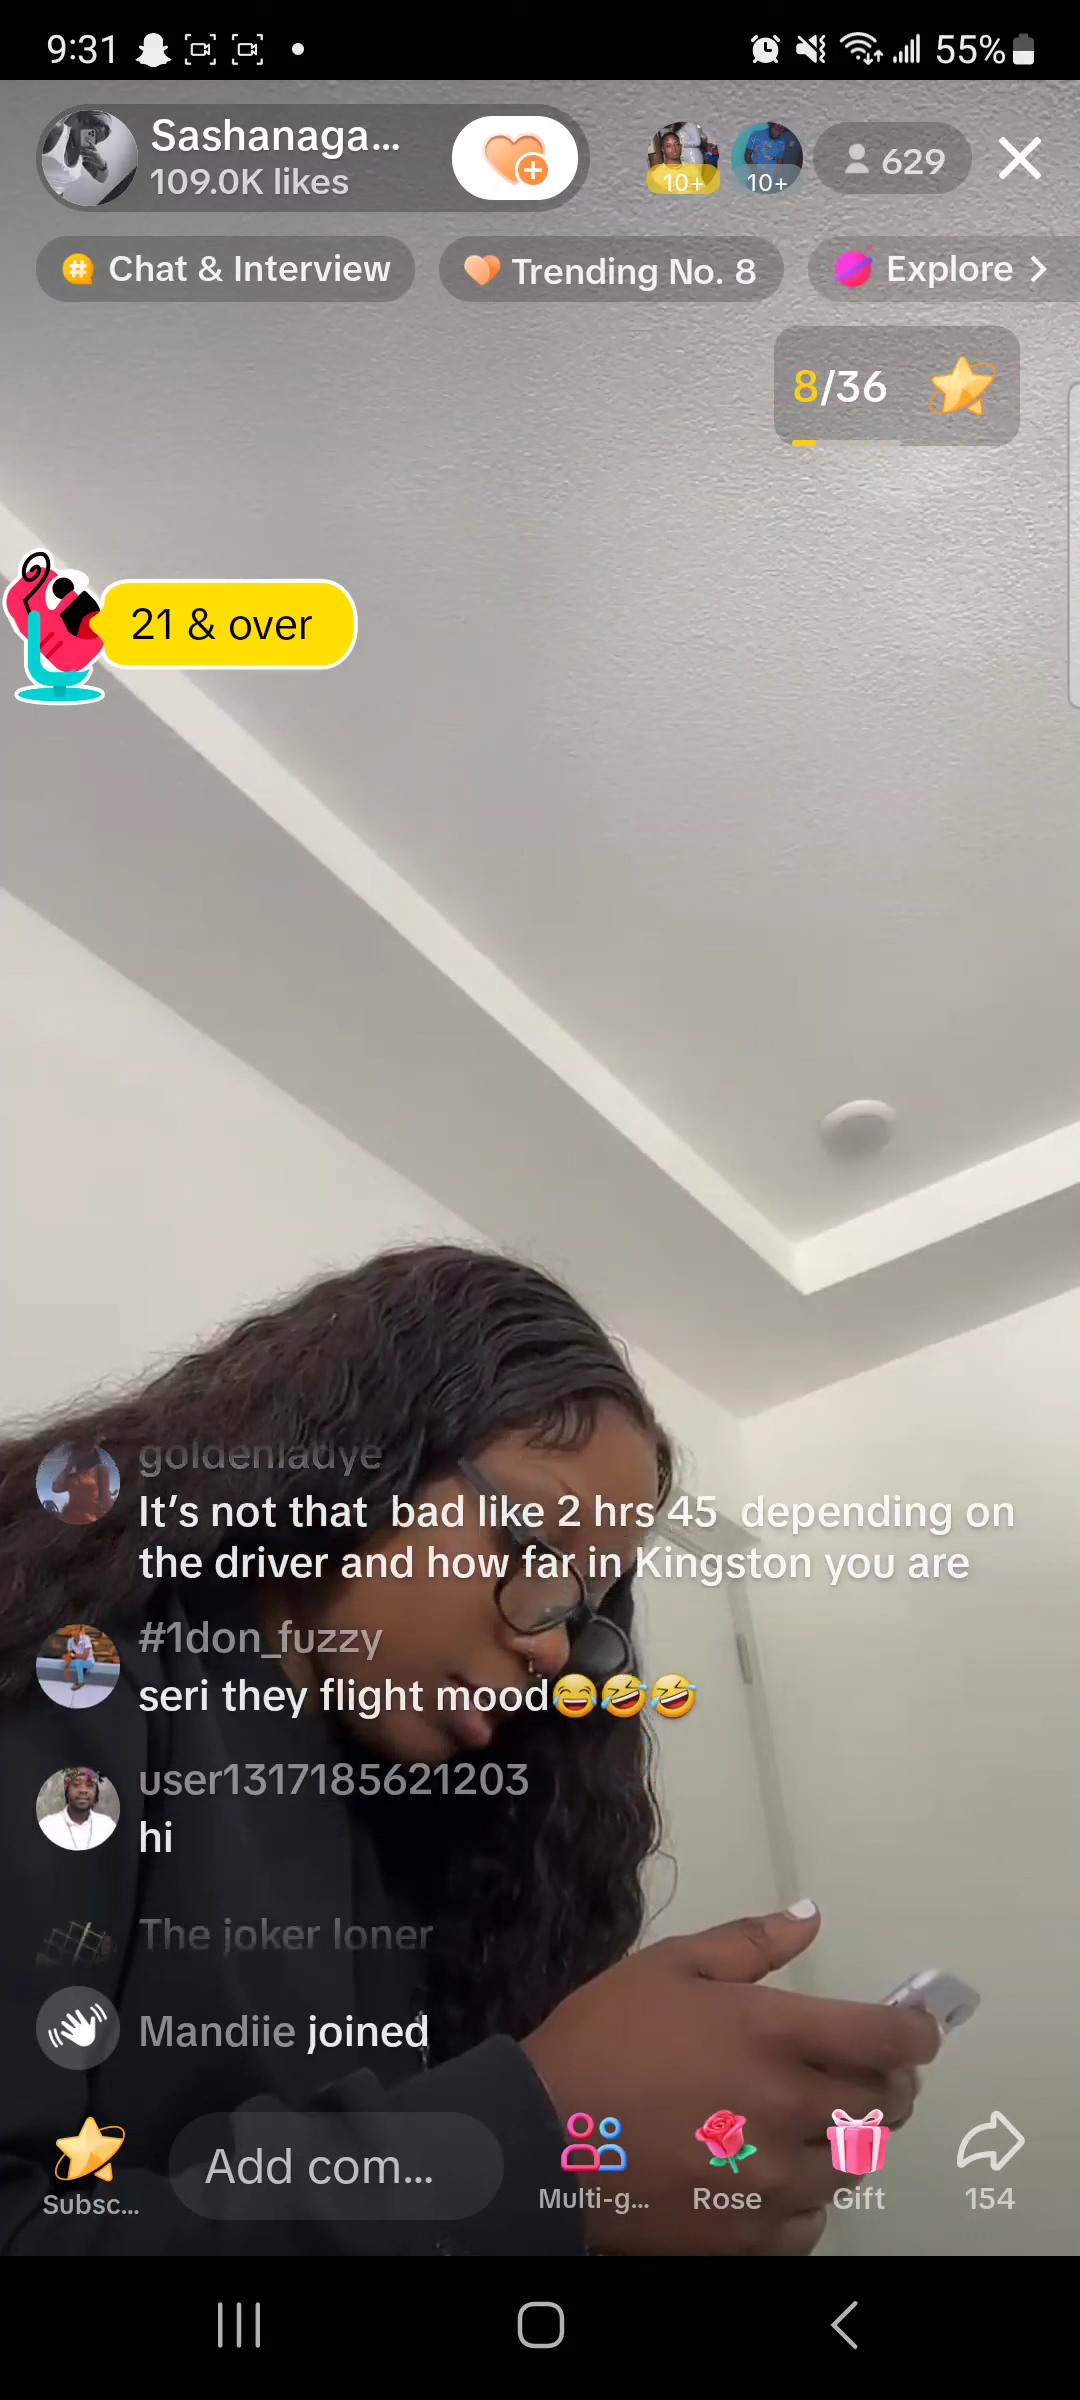 9:31
55%
Sashanaga...
109.0K likes
10+
10+
629
Chat & Interview
Trending No. 8
Explore
8/36
21 & over
goldenladye
It’s not that bad like 2 hrs 45 depending on
the driver and how far in Kingston you are
#1don_fuzzy
seri they flight mood😂🤣🤣
user1317185621203
hi
The joker loner
Mandiie joined
Add com...
Subsc...
Multi-g...
Rose
Gift
154